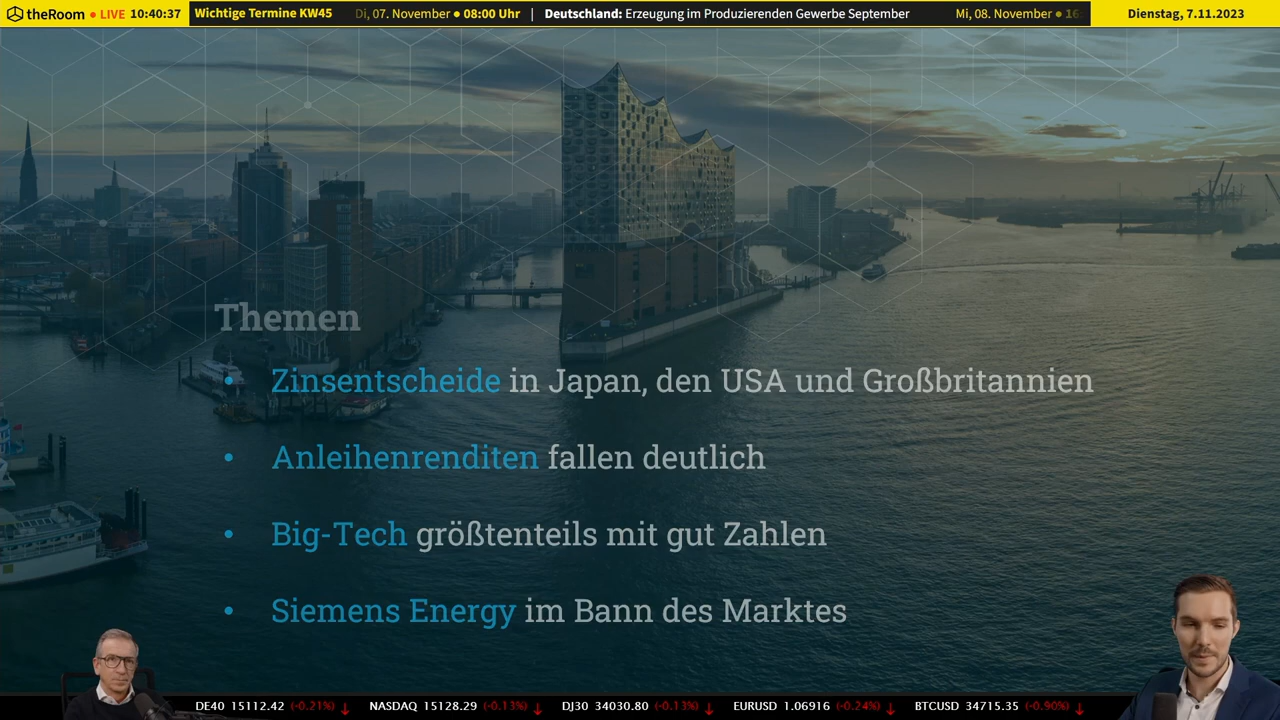 theRoom ● LIVE 10:40:37
Wichtige Termine KW45
Di, 07. November ● 08:00 Uhr | Deutschland: Erzeugung im Produzierenden Gewerbe September
Mi, 08. November ● 16:
Dienstag, 7.11.2023
Themen
• Zinsentscheide in Japan, den USA und Großbritannien
• Anleihenrenditen fallen deutlich
• Big-Tech größtenteils mit gut Zahlen
• Siemens Energy im Bann des Marktes
DE40 15112.42 (-0.21%) ↓ NASDAQ 15128.29 (-0.13%) ↓ DJ30 34030.80 (-0.13%) ↓ EURUSD 1.06916 (-0.24%) ↓ BTCUSD 34715.35 (-0.90%) ↓